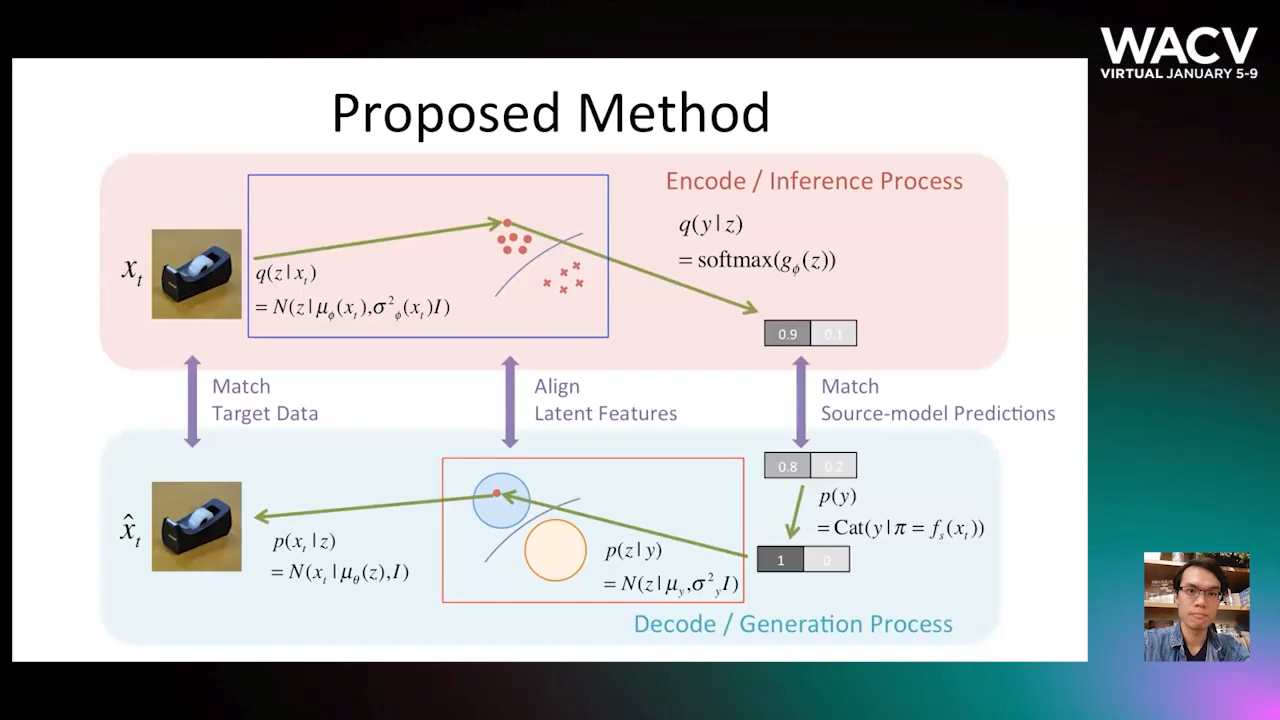 WACV
VIRTUAL JANUARY 5-9
Proposed Method
Encode / Inference Process
q(y | z)
= softmax(g_ϕ(z))
x_t
q(z | x_t)
= N(z | μ_ϕ(x_t), σ²_ϕ(x_t)I)
0.9 0.1
Match
Target Data
Align
Latent Features
Match
Source-model Predictions
0.8 0.2
p(y)
= Cat(y | π = f_s(x_t))
x̂_t
p(x_t | z)
= N(x_t | μ_θ(z), I)
p(z | y)
= N(z | μ_y, σ²_y I)
1 0
Decode / Generation Process